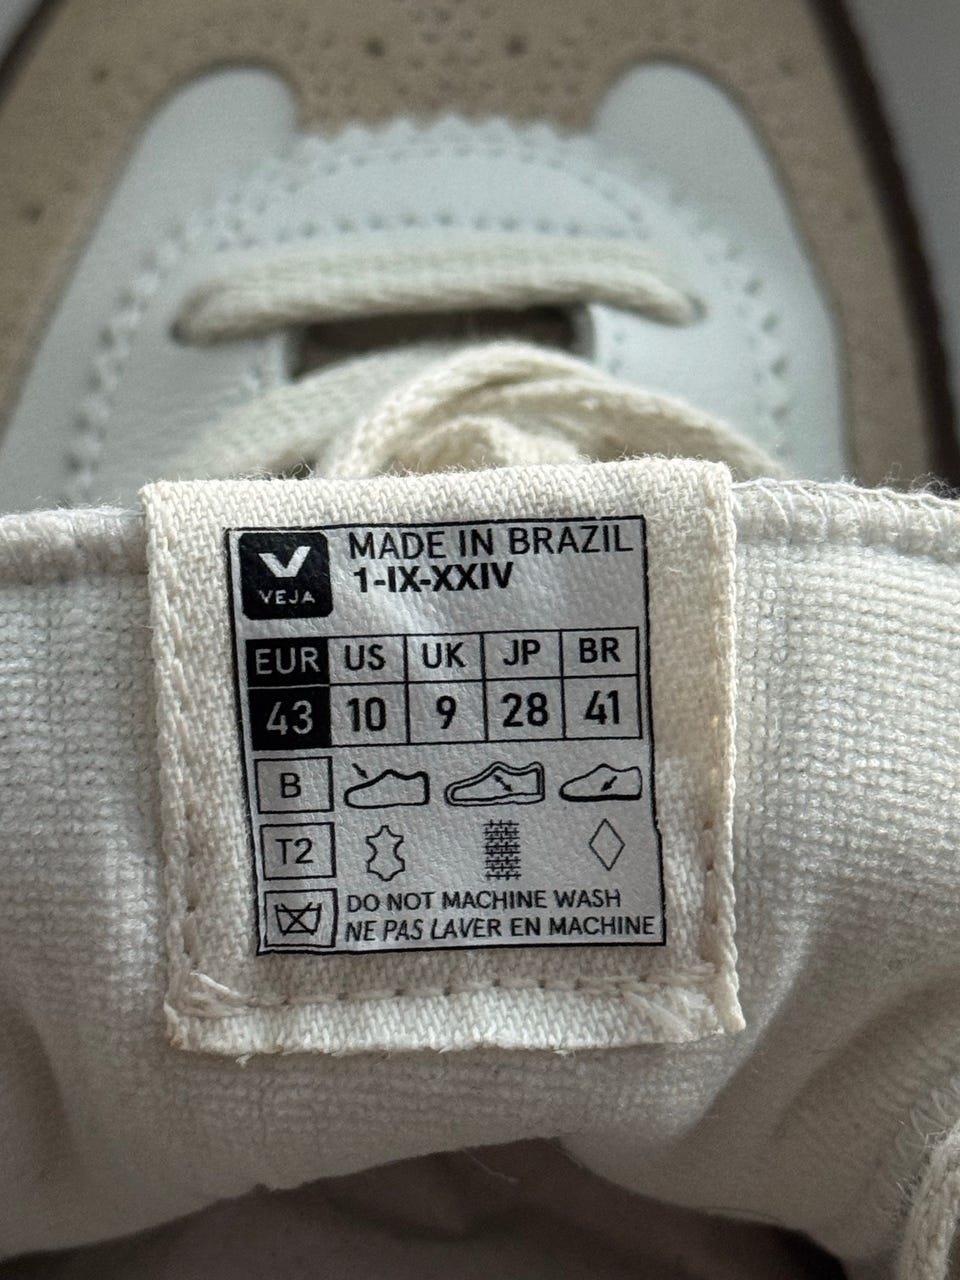 VEJA
MADE IN BRAZIL
1-IX-XXIV
EUR US UK JP BR
43 10 9 28 41
B
T2
DO NOT MACHINE WASH
NE PAS LAVER EN MACHINE